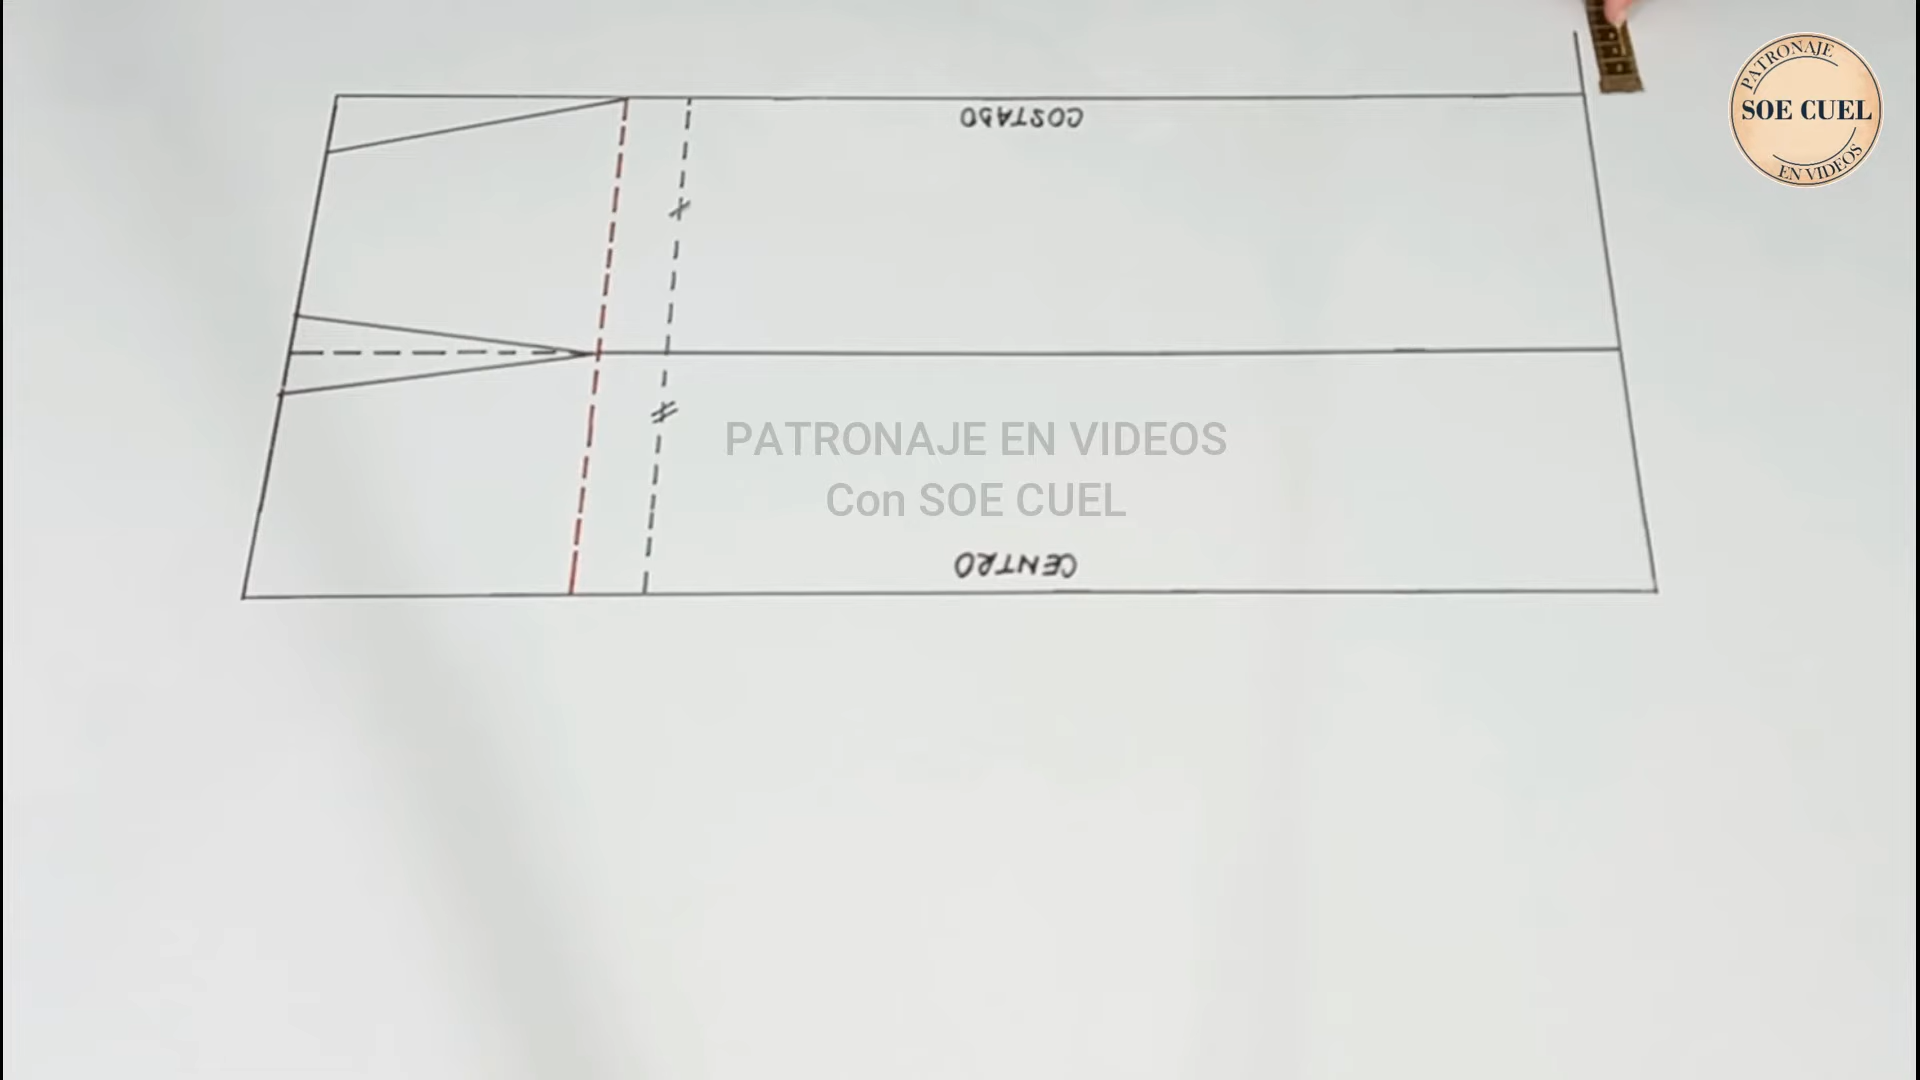 COSTADO
PATRONAJE
SOE CUEL
EN VIDEOS
PATRONAJE EN VIDEOS
Con SOE CUEL
CENTRO